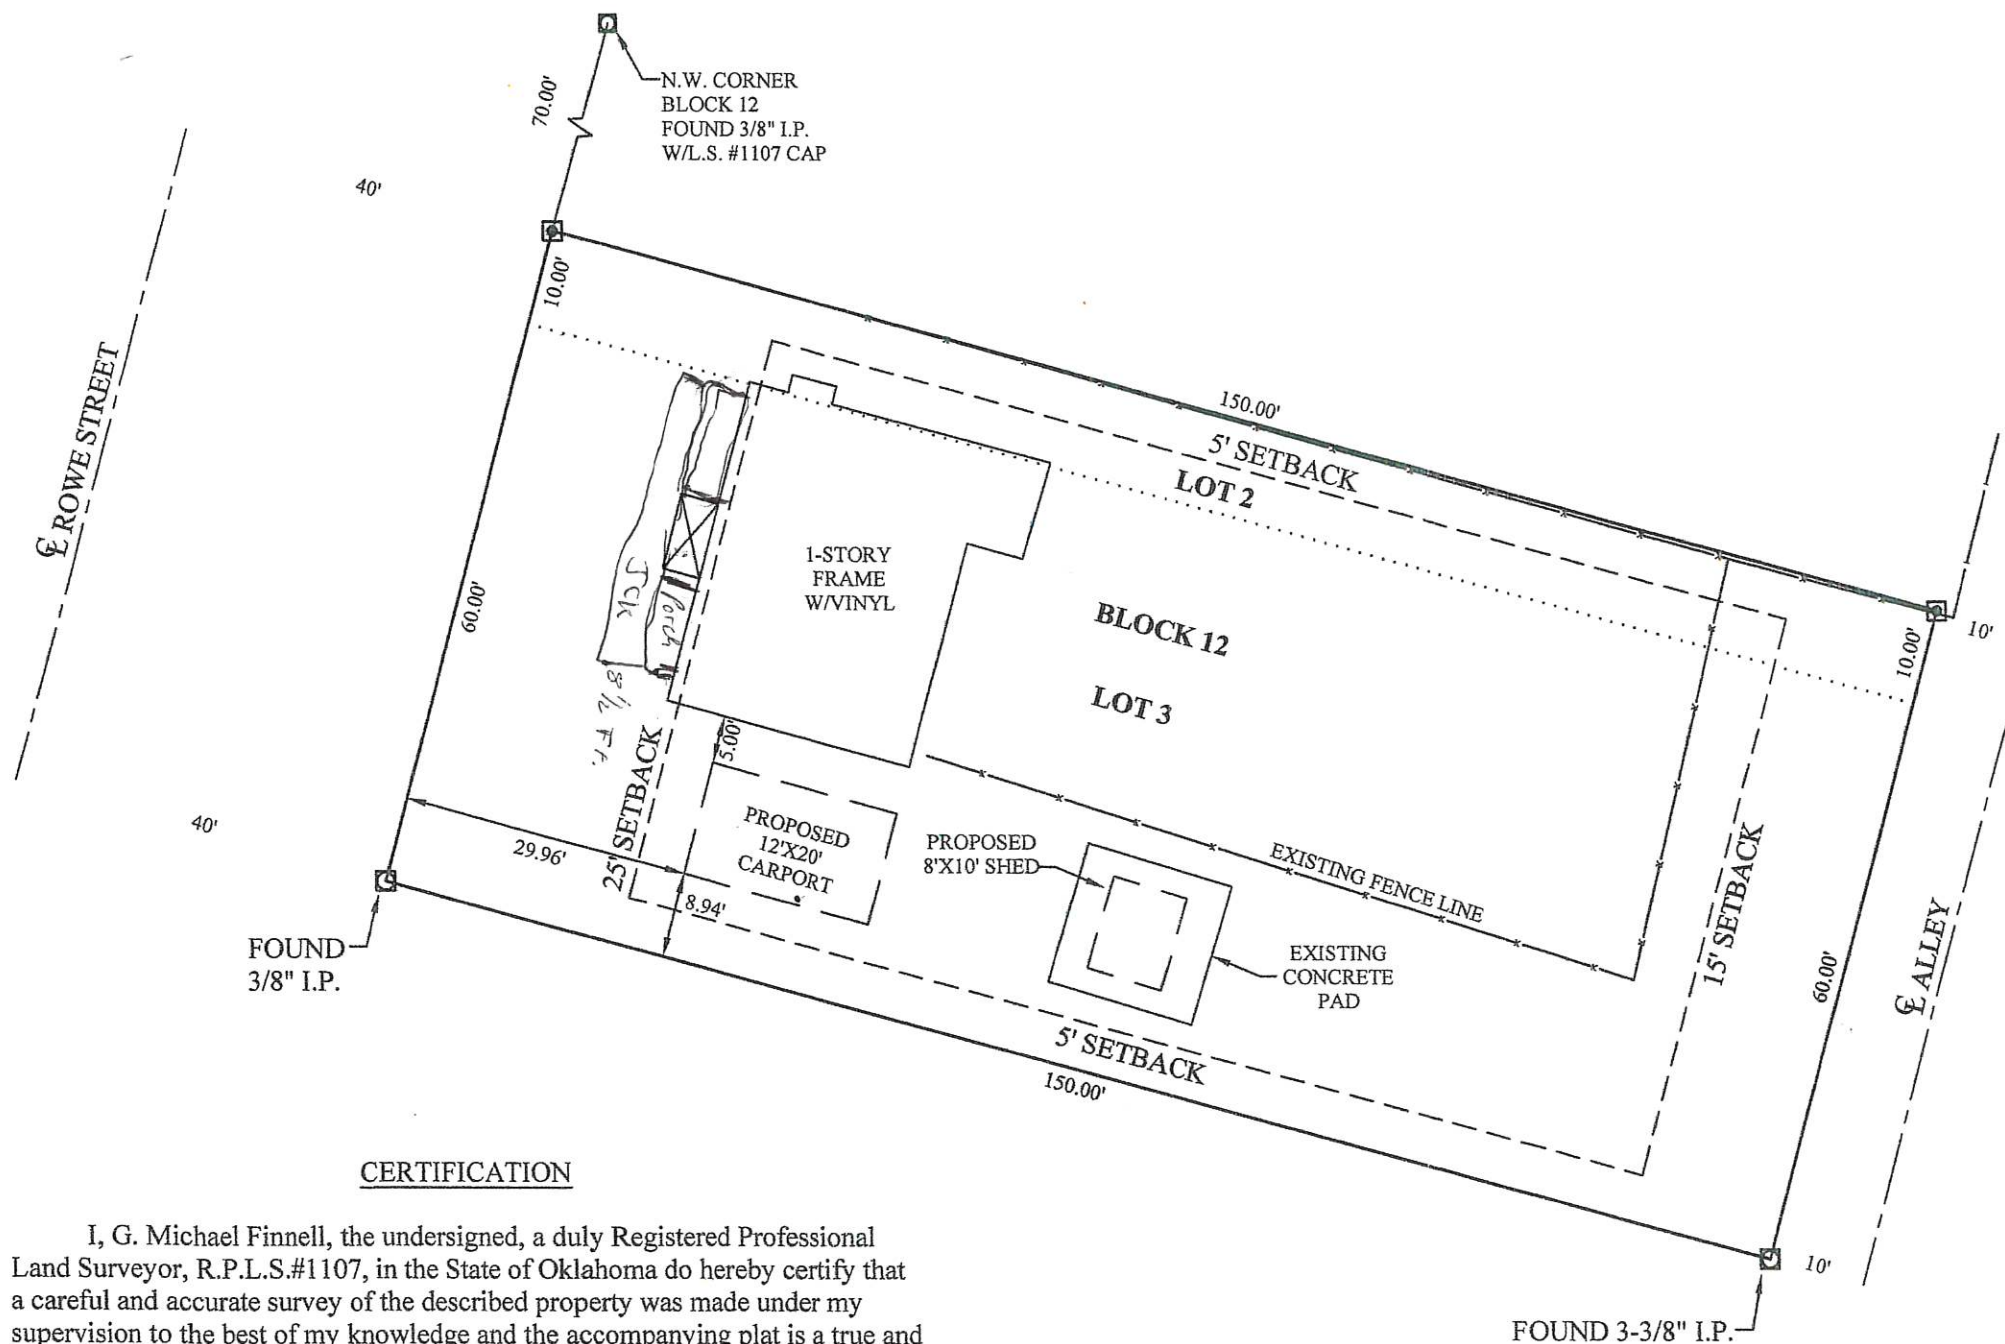 N.W. CORNER
BLOCK 12
FOUND 3/8" I.P.
W/L.S. #1107 CAP
70.00'
40'
10.00'
℄ ROWE STREET
60.00'
150.00'
5' SETBACK
LOT 2
1-STORY
FRAME
W/VINYL
Porch
8 1/2 Ft.
BLOCK 12
LOT 3
10'
10.00'
5.00'
25' SETBACK
40'
29.96'
PROPOSED
12'X20'
CARPORT
8.94'
PROPOSED
8'X10' SHED
EXISTING FENCE LINE
EXISTING
CONCRETE
PAD
15' SETBACK
60.00'
℄ ALLEY
FOUND
3/8" I.P.
5' SETBACK
150.00'
10'
FOUND 3-3/8" I.P.
CERTIFICATION
I, G. Michael Finnell, the undersigned, a duly Registered Professional
Land Surveyor, R.P.L.S.#1107, in the State of Oklahoma do hereby certify that
a careful and accurate survey of the described property was made under my
supervision to the best of my knowledge and the accompanying plat is a true and